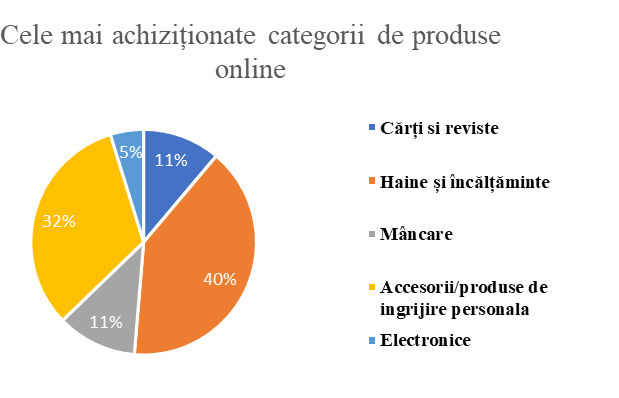 Cele mai achiziționate categorii de produse
online
5%
11%
32%
40%
11%
Cărți si reviste
Haine și încălțăminte
Mâncare
Accesorii/produse de
ingrijire personala
Electronice